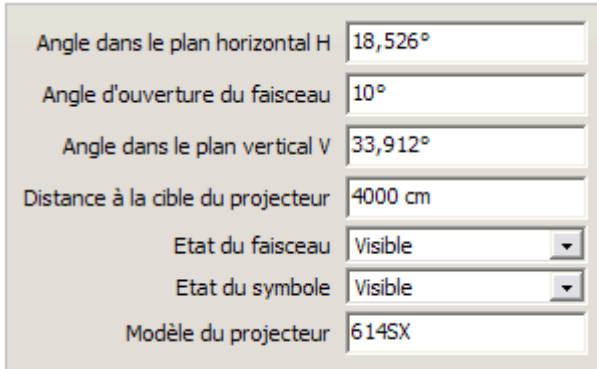 Angle dans le plan horizontal H 18,526°
Angle d'ouverture du faisceau 10°
Angle dans le plan vertical V 33,912°
Distance à la cible du projecteur 4000 cm
Etat du faisceau Visible
Etat du symbole Visible
Modèle du projecteur 614SX